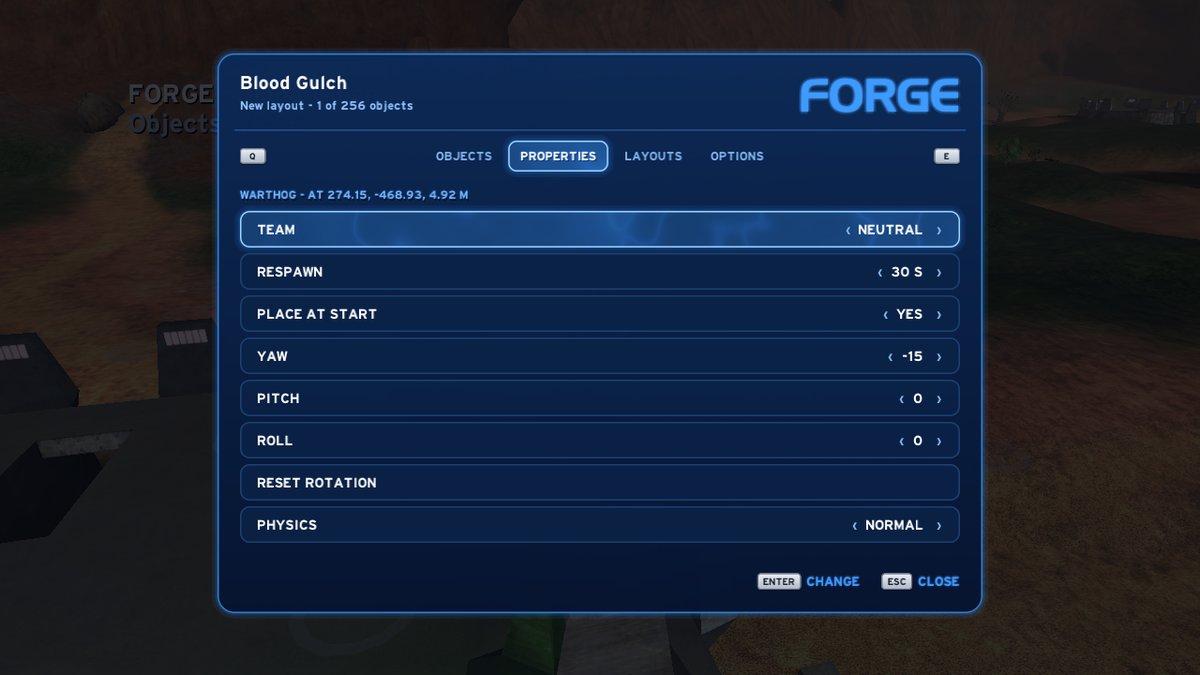 FORGE
Objects
Blood Gulch
New layout - 1 of 256 objects
FORGE
Q
OBJECTS PROPERTIES LAYOUTS OPTIONS
E
WARTHOG - AT 274.15, -468.93, 4.92 M
TEAM ‹ NEUTRAL ›
RESPAWN ‹ 30 S ›
PLACE AT START ‹ YES ›
YAW ‹ -15 ›
PITCH ‹ 0 ›
ROLL ‹ 0 ›
RESET ROTATION
PHYSICS ‹ NORMAL ›
ENTER CHANGE ESC CLOSE